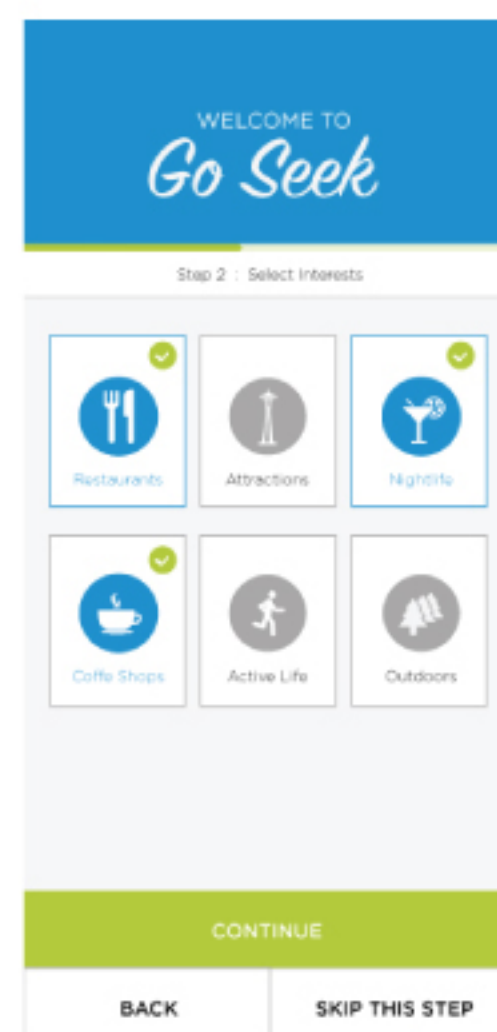 WELCOME TO
Go Seek
Step 2 : Select Interests
Restaurants
Attractions
Nightlife
Coffe Shops
Active Life
Outdoors
CONTINUE
BACK
SKIP THIS STEP